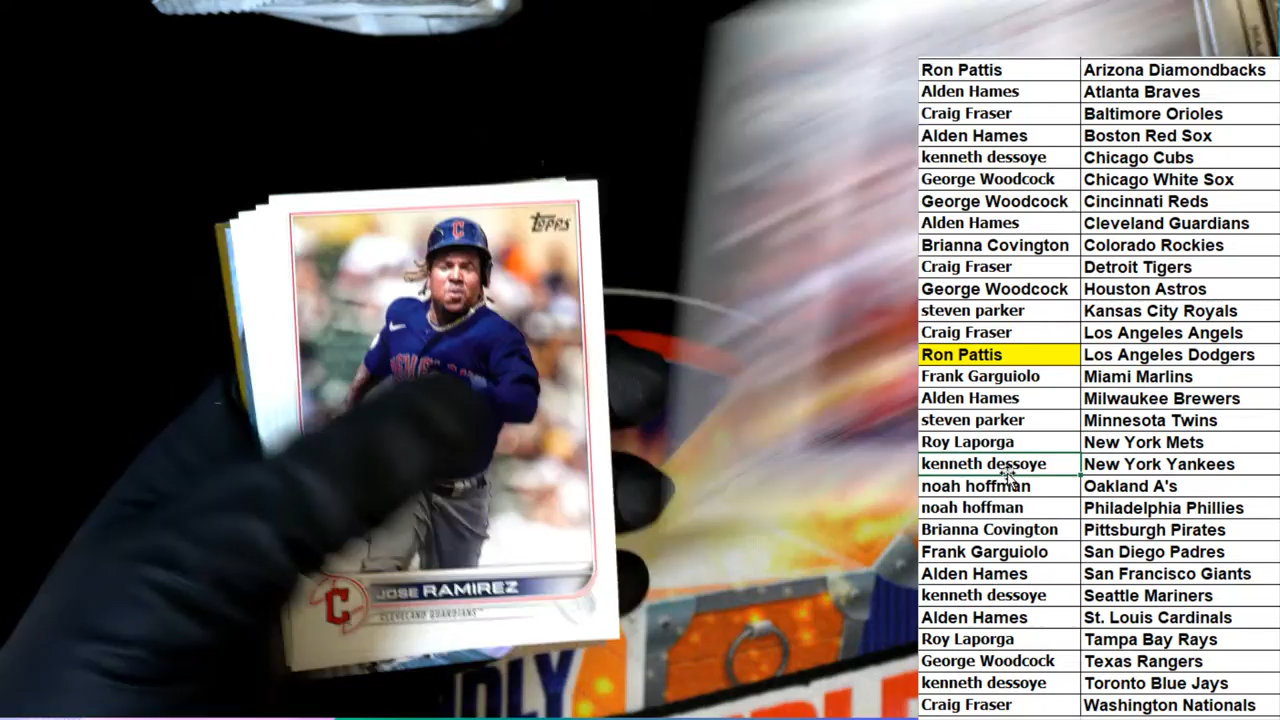 Topps
C
JOSE RAMIREZ
C
CLEVELAND GUARDIANS™
Ron Pattis Arizona Diamondbacks
Alden Hames Atlanta Braves
Craig Fraser Baltimore Orioles
Alden Hames Boston Red Sox
kenneth dessoye Chicago Cubs
George Woodcock Chicago White Sox
George Woodcock Cincinnati Reds
Alden Hames Cleveland Guardians
Brianna Covington Colorado Rockies
Craig Fraser Detroit Tigers
George Woodcock Houston Astros
steven parker Kansas City Royals
Craig Fraser Los Angeles Angels
Ron Pattis Los Angeles Dodgers
Frank Garguiolo Miami Marlins
Alden Hames Milwaukee Brewers
steven parker Minnesota Twins
Roy Laporga New York Mets
kenneth dessoye New York Yankees
noah hoffman Oakland A's
noah hoffman Philadelphia Phillies
Brianna Covington Pittsburgh Pirates
Frank Garguiolo San Diego Padres
Alden Hames San Francisco Giants
kenneth dessoye Seattle Mariners
Alden Hames St. Louis Cardinals
Roy Laporga Tampa Bay Rays
George Woodcock Texas Rangers
kenneth dessoye Toronto Blue Jays
Craig Fraser Washington Nationals